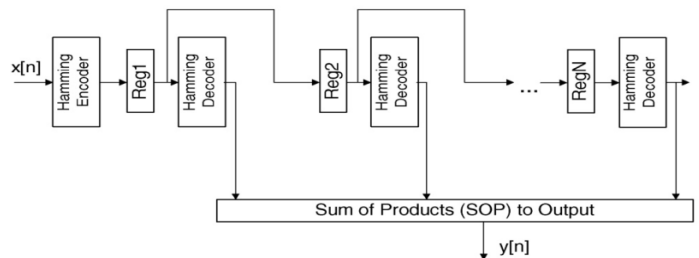 x[n]
Hamming
Encoder
Reg1
Hamming
Decoder
Reg2
Hamming
Decoder
...
RegN
Hamming
Decoder
Sum of Products (SOP) to Output
y[n]